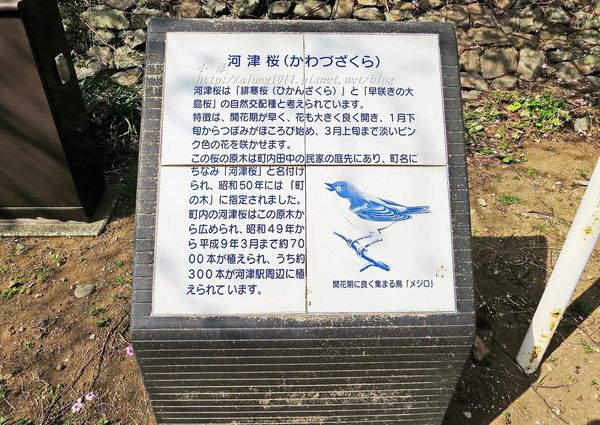 河津桜(かわづざくら)
小
http://alung1011.pixnet.net/blog
河津桜は「緋寒桜(ひかんざくら)」と「早咲きの大
島桜」の自然交配種と考えられています。
特徴は、開花期が早く、花も大きく良く開き、1月下
旬からつぼみがほころび始め、3月上旬まで淡いピン
ク色の花を咲かせます。
この桜の原木は町内田中の民家の庭先にあり、町名に
ちなみ「河津桜」と名付け
られ、昭和50年には「町
の木」に指定されました。
町内の河津桜はこの原木か
ら広められ、昭和49年か
ら平成9年3月まで約70
00本が植えられ、うち約
300本が河津駅周辺に植
えられています。
開花期に良く集まる鳥「メジロ」